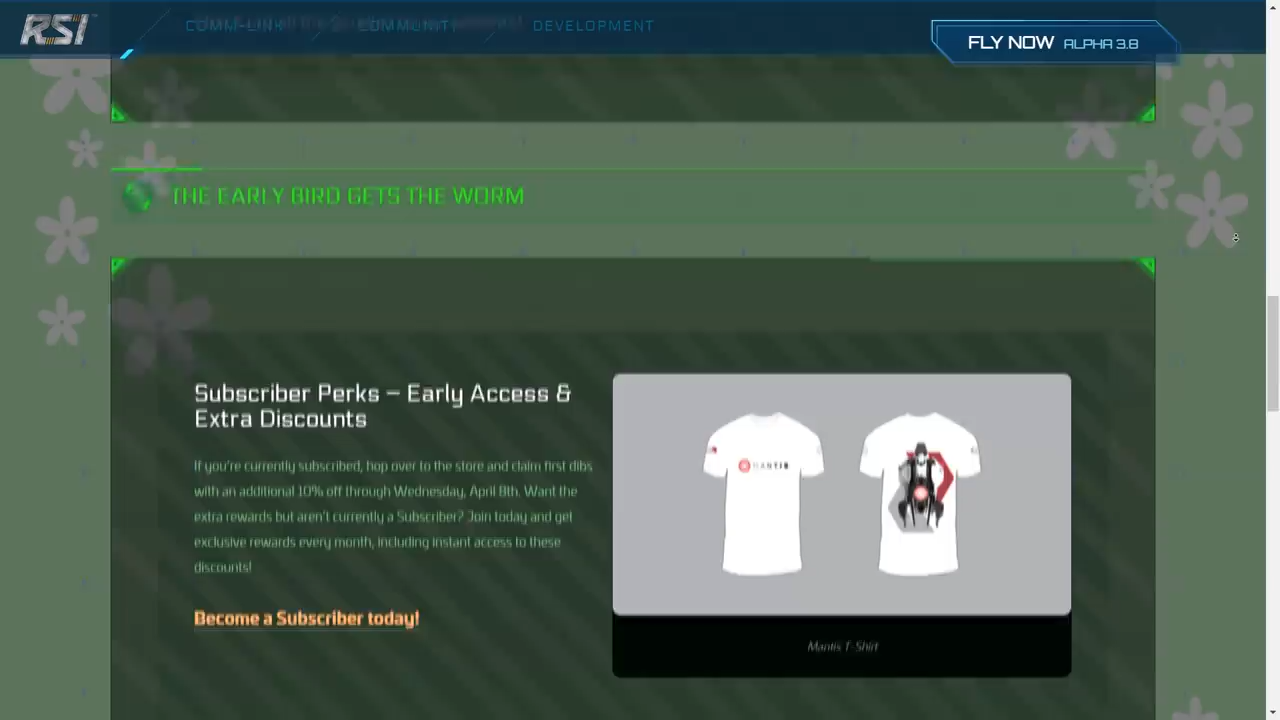 RSI
COMM-LINK
COMMUNITY
DEVELOPMENT
FLY NOW ALPHA 3.8
THE EARLY BIRD GETS THE WORM
Subscriber Perks – Early Access &
Extra Discounts
If you're currently subscribed, hop over to the store and claim first dibs
with an additional 10% off through Wednesday, April 8th. Want the
extra rewards but aren't currently a Subscriber? Join today and get
exclusive rewards every month, including instant access to these
discounts!
Become a Subscriber today!
MANTIS
Mantis T-Shirt